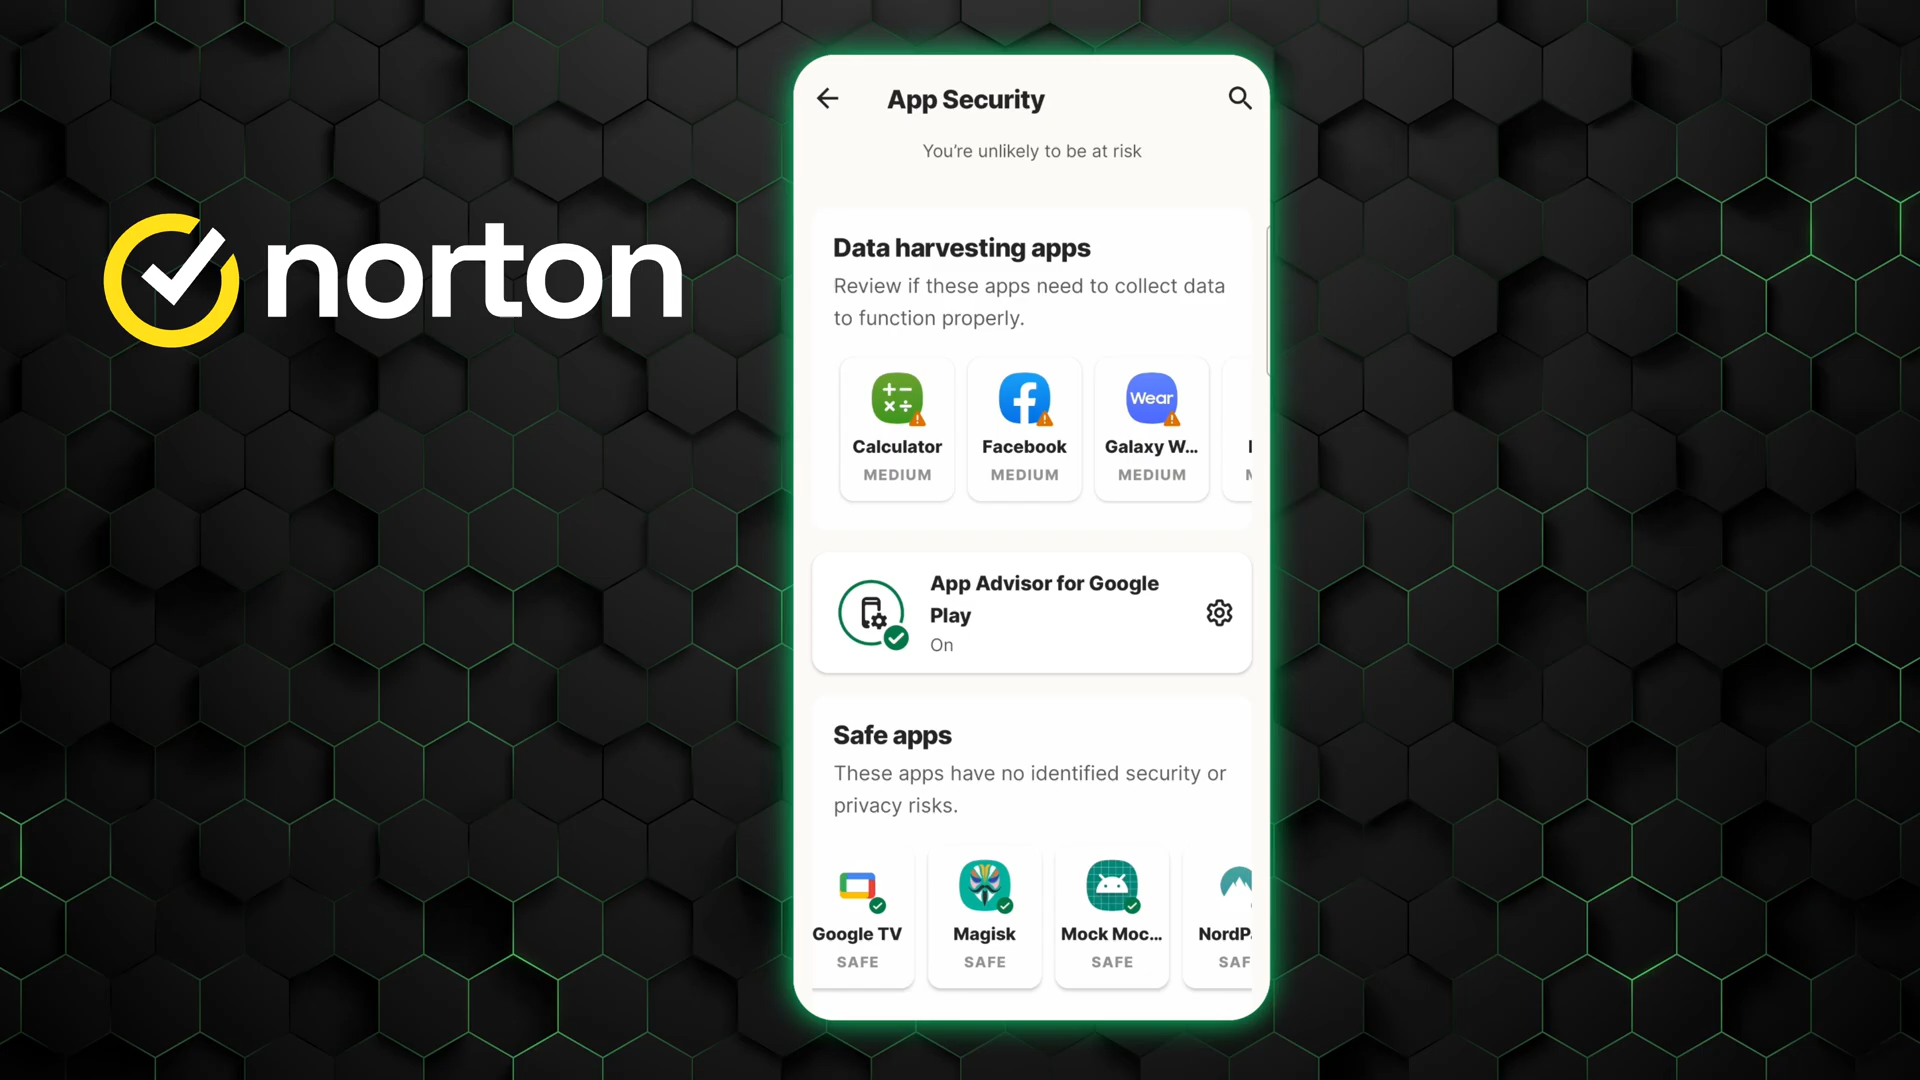 norton
App Security
You're unlikely to be at risk
Data harvesting apps
Review if these apps need to collect data
to function properly.
Wear
Calculator
Facebook
Galaxy W...
MEDIUM
MEDIUM
MEDIUM
App Advisor for Google
Play
On
Safe apps
These apps have no identified security or
privacy risks.
Google TV
Magisk
Mock Moc...
NordP
SAFE
SAFE
SAFE
SAF